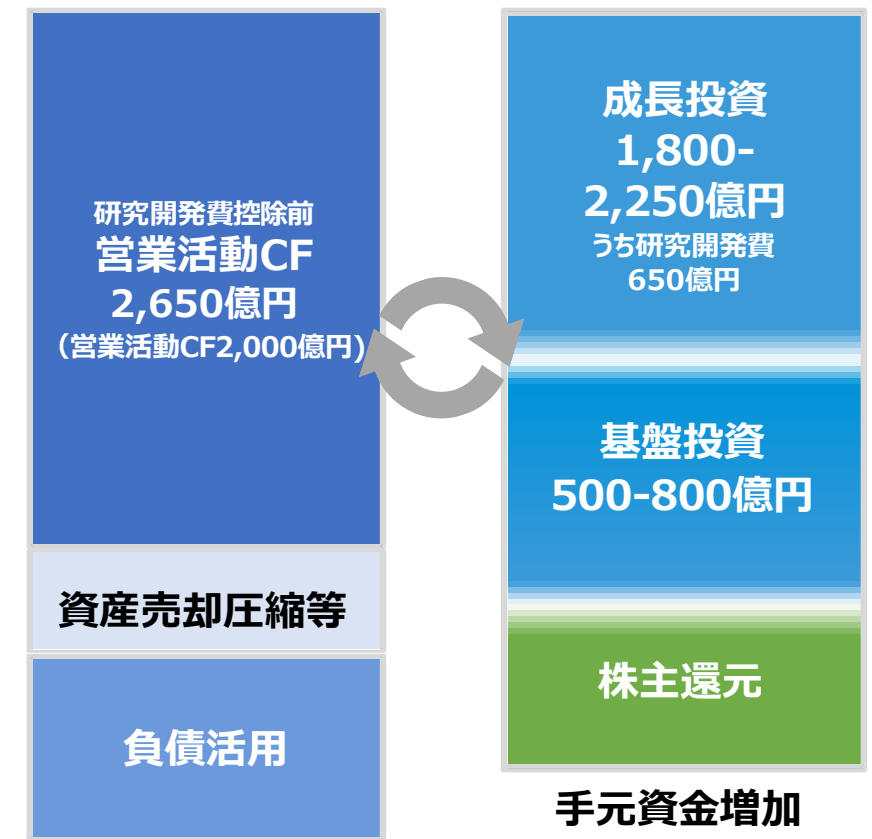 研究開発費控除前
営業活動CF
2,650億円
（営業活動CF2,000億円)
資産売却圧縮等
負債活用
成長投資
1,800-
2,250億円
うち研究開発費
650億円
基盤投資
500-800億円
株主還元
手元資金増加